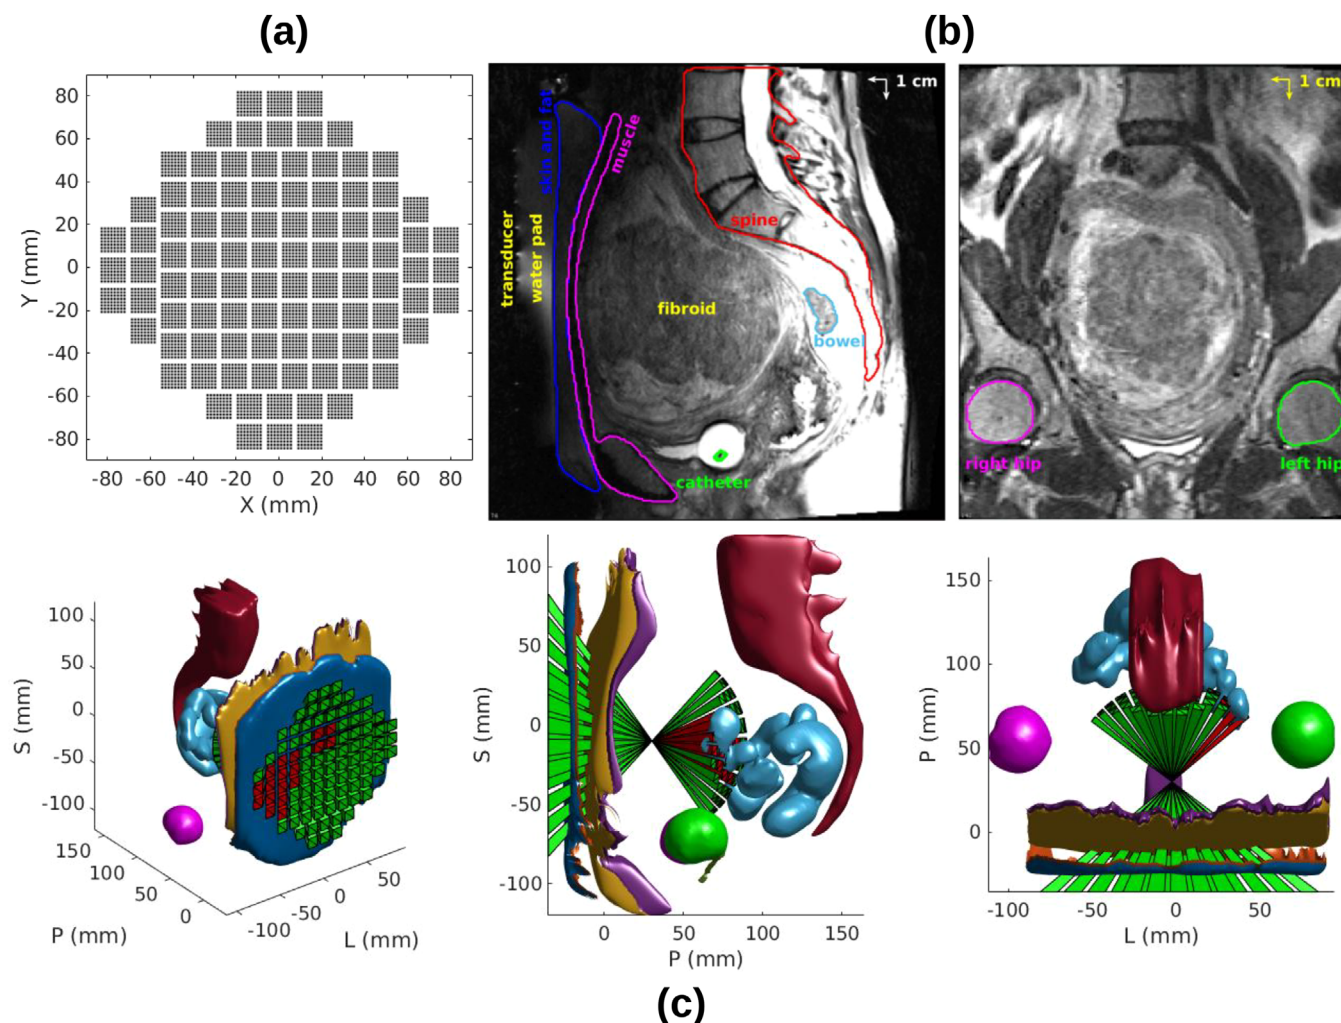 (a)
(b)
80
60
40
20
0
-20
-40
-60
-80
Y (mm)
-80 -60 -40 -20 0 20 40 60 80
X (mm)
1 cm
skin and fat
muscle
transducer
water pad
spine
fibroid
bowel
catheter
1 cm
right hip
left hip
100
50
0
-50
-100
S (mm)
150
100
50
0
P (mm)
-100
-50
0
50
L (mm)
100
50
0
-50
-100
S (mm)
0 50 100 150
P (mm)
150
100
50
0
P (mm)
-100 -50 0 50
L (mm)
(c)